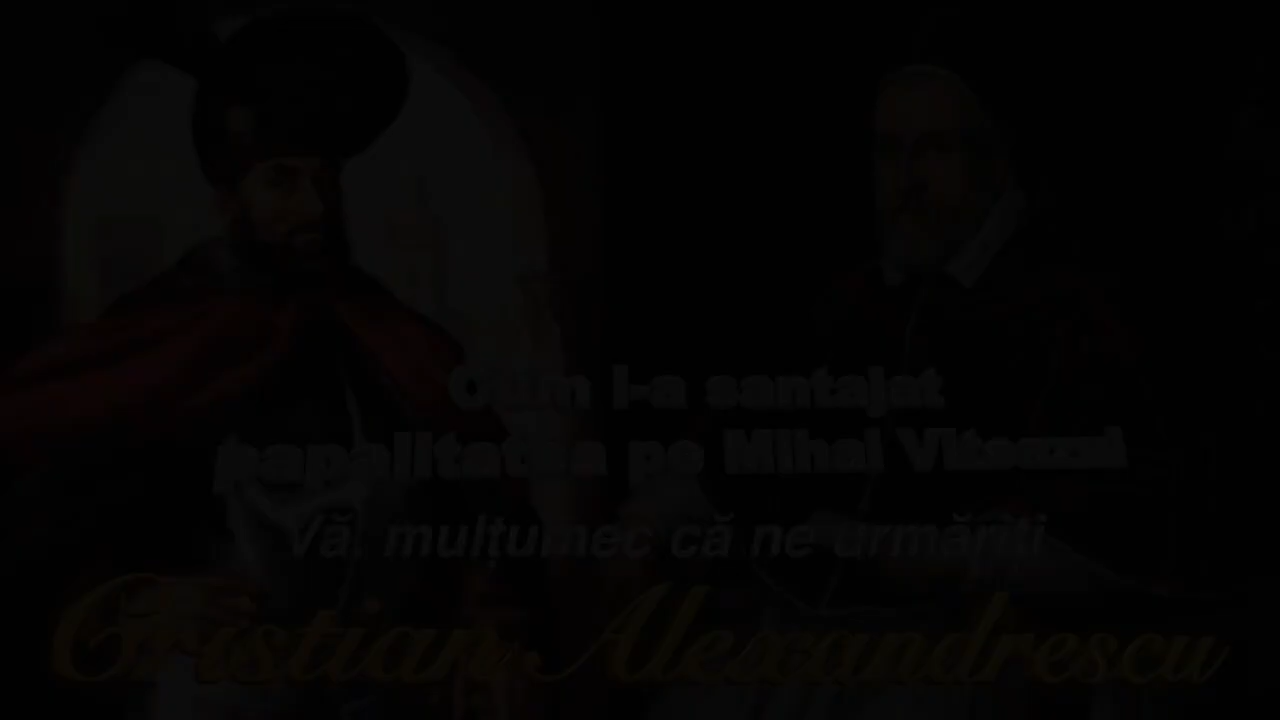 Cum l-a santajat
papalitatea pe Mihai Viteazul
Vă mulțumec că ne urmăriți
Cristian Alexandrescu